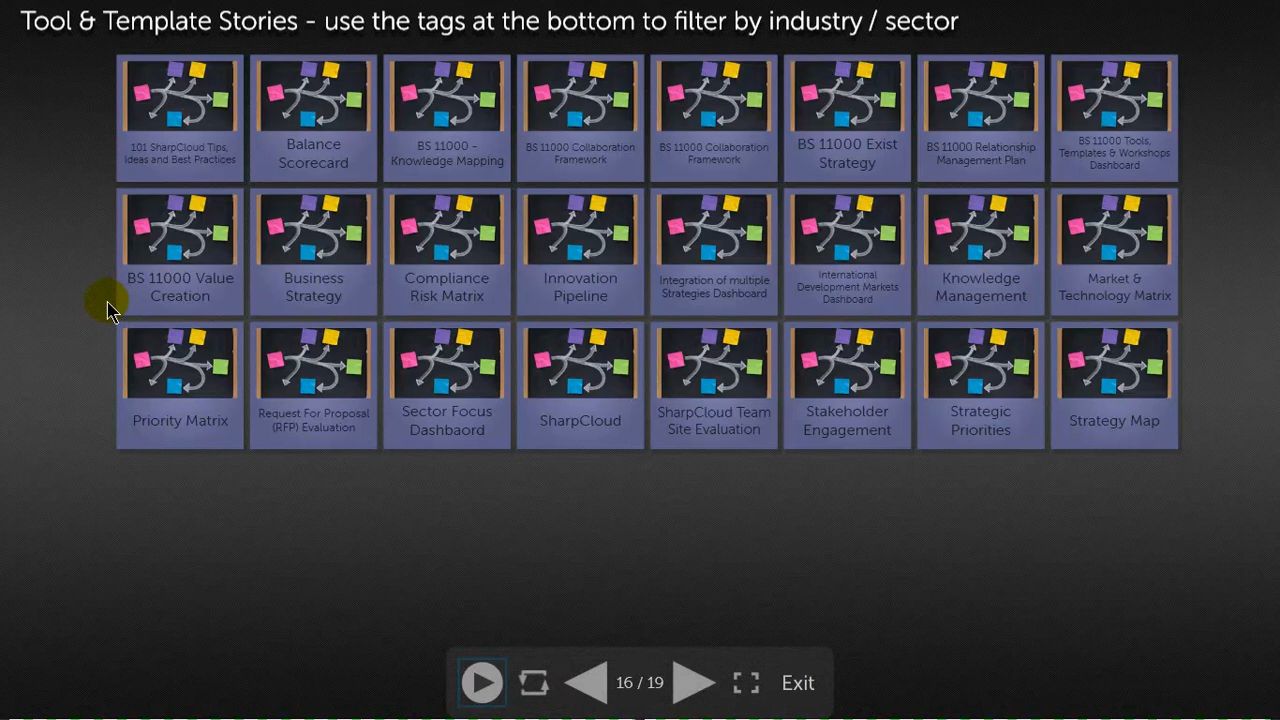 Tool & Template Stories - use the tags at the bottom to filter by industry / sector
101 SharpCloud Tips,
Ideas and Best Practices
Balance
Scorecard
BS 11000 -
Knowledge Mapping
BS 11000 Collaboration
Framework
BS 11000 Collaboration
Framework
BS 11000 Exist
Strategy
BS 11000 Relationship
Management Plan
BS 11000 Tools,
Templates & Workshops
Dashboard
BS 11000 Value
Creation
Business
Strategy
Compliance
Risk Matrix
Innovation
Pipeline
Integration of multiple
Strategies Dashboard
International
Development Markets
Dashboard
Knowledge
Management
Market &
Technology Matrix
Priority Matrix
Request For Proposal
(RFP) Evaluation
Sector Focus
Dashbaord
SharpCloud
SharpCloud Team
Site Evaluation
Stakeholder
Engagement
Strategic
Priorities
Strategy Map
16 / 19
Exit